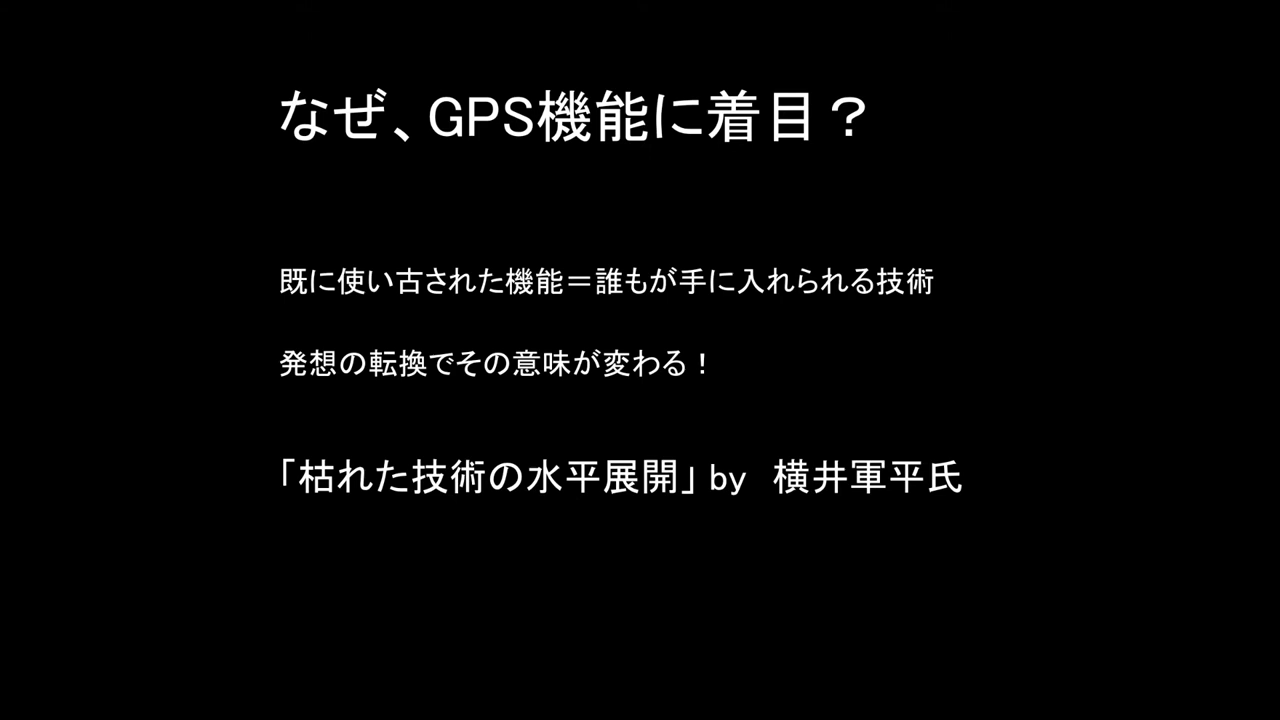 なぜ、GPS機能に着目？
既に使い古された機能＝誰もが手に入れられる技術
発想の転換でその意味が変わる！
「枯れた技術の水平展開」 by　横井軍平氏